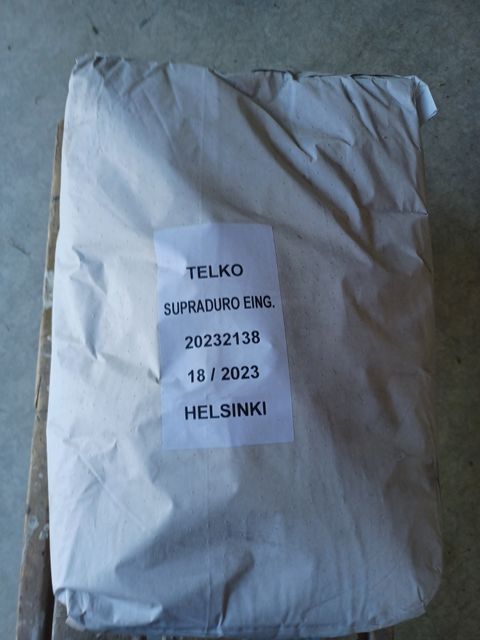 TELKO
SUPRADURO EING.
20232138
18 / 2023
HELSINKI